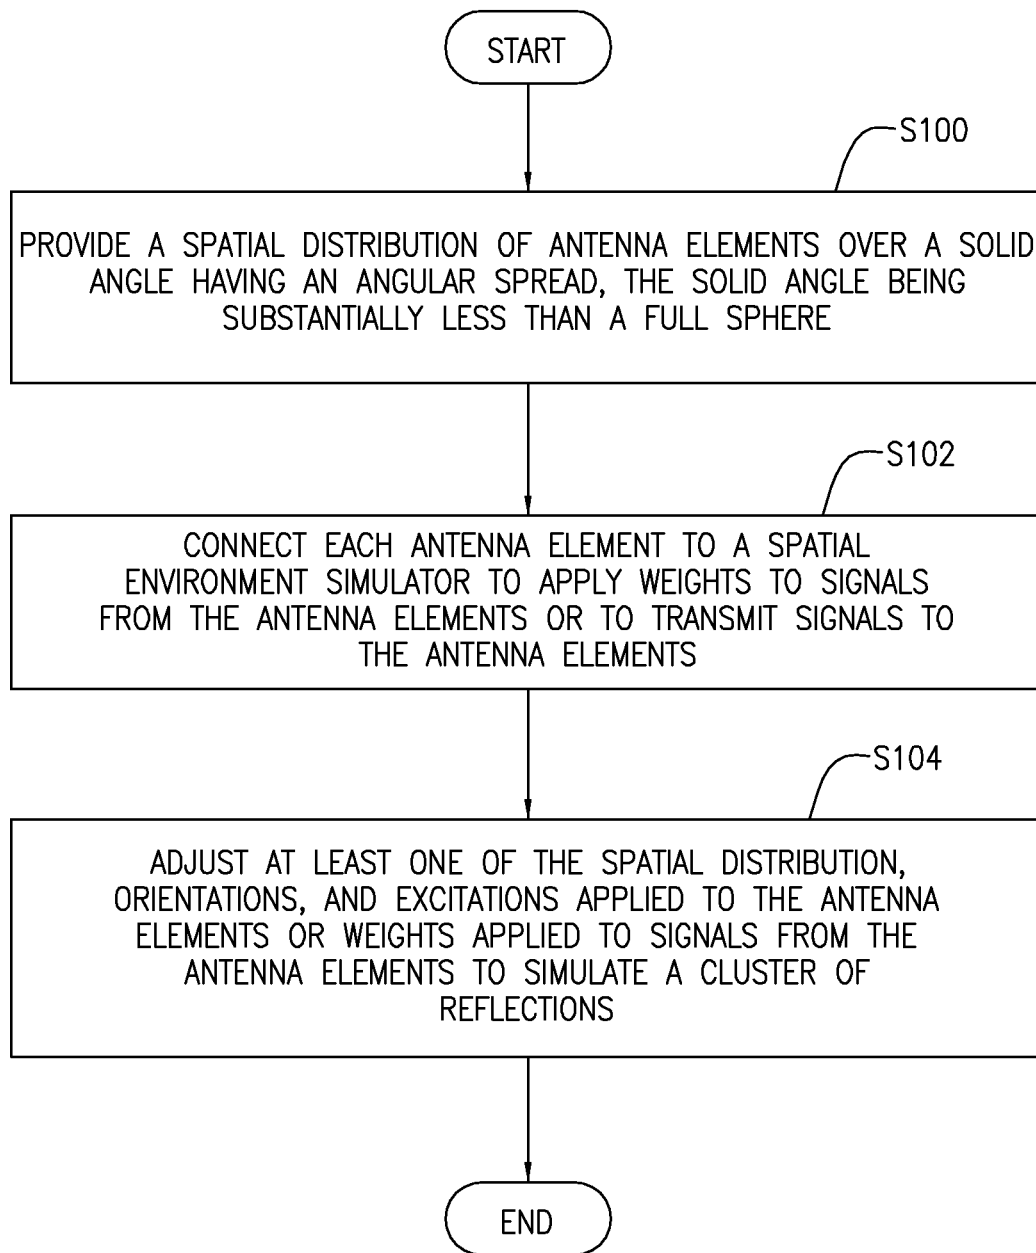 START
S100
PROVIDE A SPATIAL DISTRIBUTION OF ANTENNA ELEMENTS OVER A SOLID
ANGLE HAVING AN ANGULAR SPREAD, THE SOLID ANGLE BEING
SUBSTANTIALLY LESS THAN A FULL SPHERE
S102
CONNECT EACH ANTENNA ELEMENT TO A SPATIAL
ENVIRONMENT SIMULATOR TO APPLY WEIGHTS TO SIGNALS
FROM THE ANTENNA ELEMENTS OR TO TRANSMIT SIGNALS TO
THE ANTENNA ELEMENTS
S104
ADJUST AT LEAST ONE OF THE SPATIAL DISTRIBUTION,
ORIENTATIONS, AND EXCITATIONS APPLIED TO THE ANTENNA
ELEMENTS OR WEIGHTS APPLIED TO SIGNALS FROM THE
ANTENNA ELEMENTS TO SIMULATE A CLUSTER OF
REFLECTIONS
END